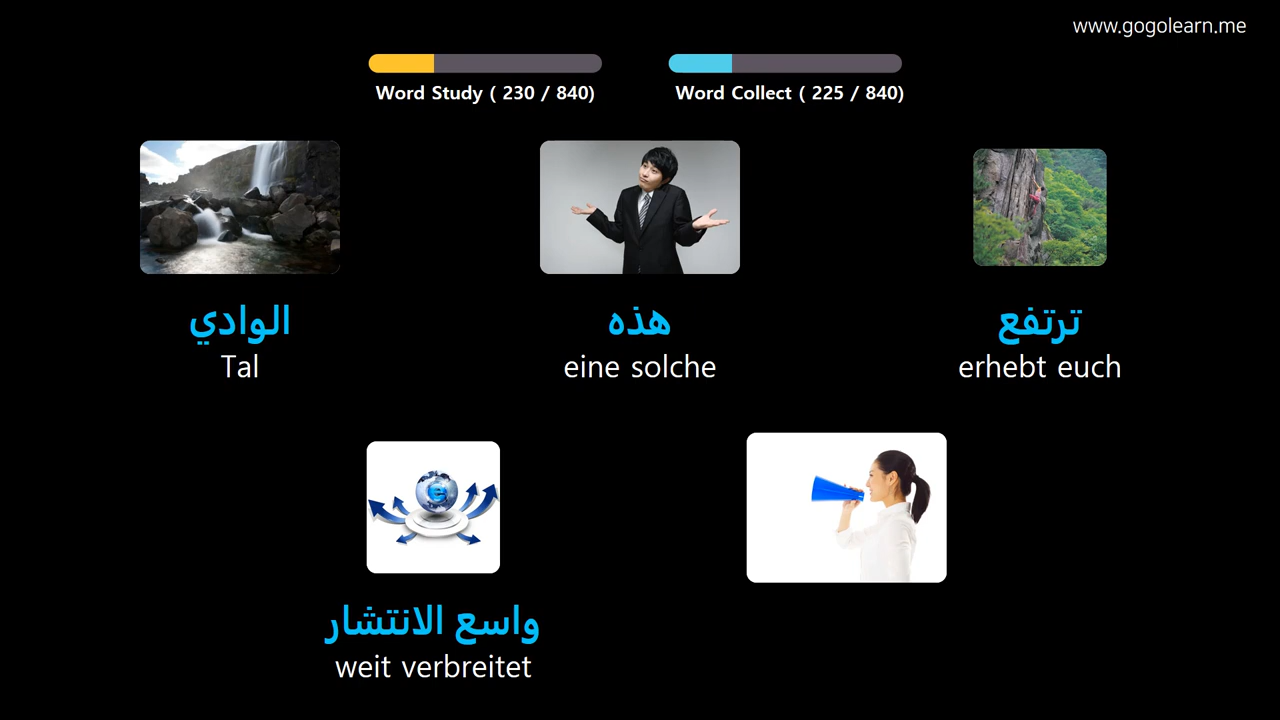 www.gogolearn.me
Word Study ( 230 / 840)
Word Collect ( 225 / 840)
الوادي
Tal
هذه
eine solche
ترتفع
erhebt euch
واسع الانتشار
weit verbreitet